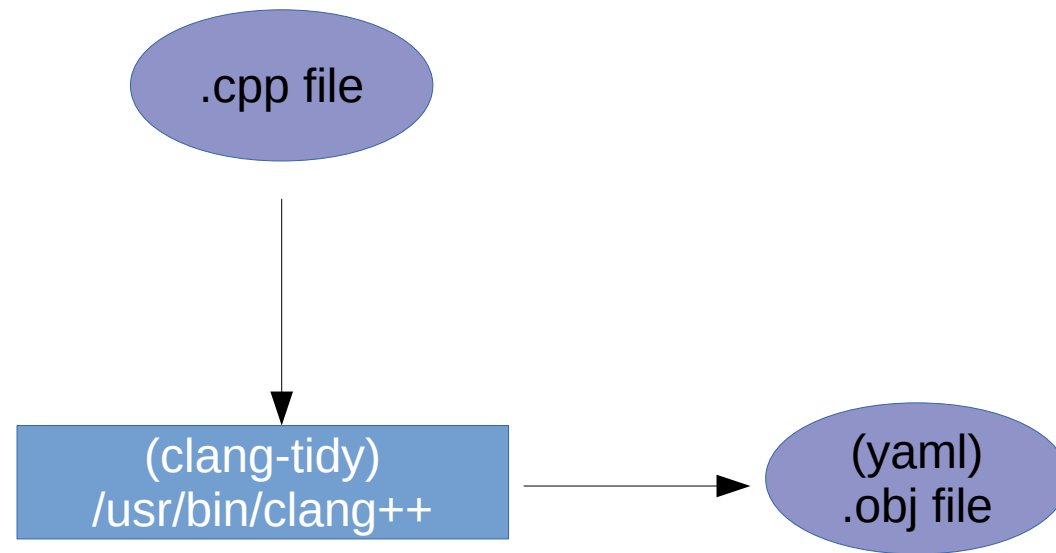 .cpp file
(clang-tidy)
/usr/bin/clang++
(yaml)
.obj file